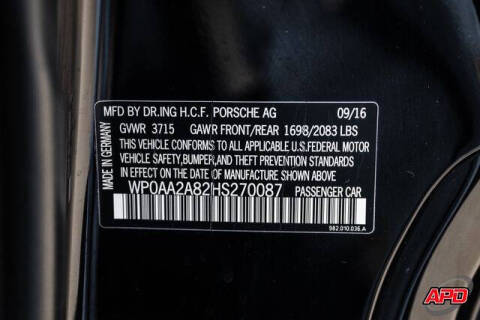 MFD BY DR.ING H.C.F. PORSCHE AG 09/16
GVWR 3715 GAWR FRONT/REAR 1698/2083 LBS
THIS VEHICLE CONFORMS TO ALL APPLICABLE U.S.FEDERAL MOTOR
VEHICLE SAFETY,BUMPER,AND THEFT PREVENTION STANDARDS
IN EFFECT ON THE DATE OF MANUFACTURE SHOWN ABOVE.
WP0AA2A82HS270087 PASSENGER CAR
982.010.036.A
MADE IN GERMANY
APD